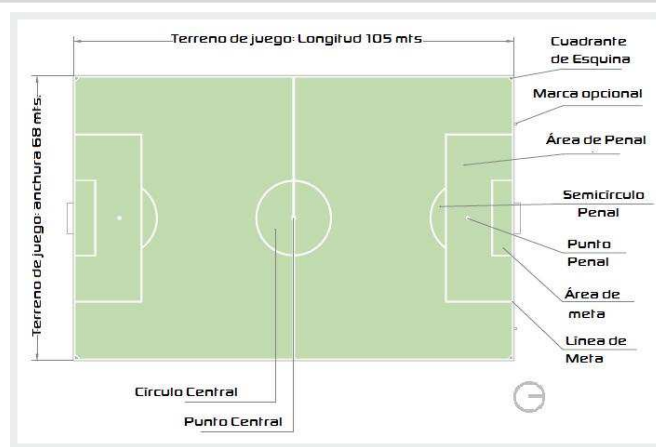 Terreno de juego: Longitud 105 mts
Terreno de juego: anchura 68 mts.
Cuadrante
de Esquina
Marca opcional
Área de Penal
Semicírculo
Penal
Punto
Penal
Área de
meta
Línea de
Meta
Círculo Central
Punto Central